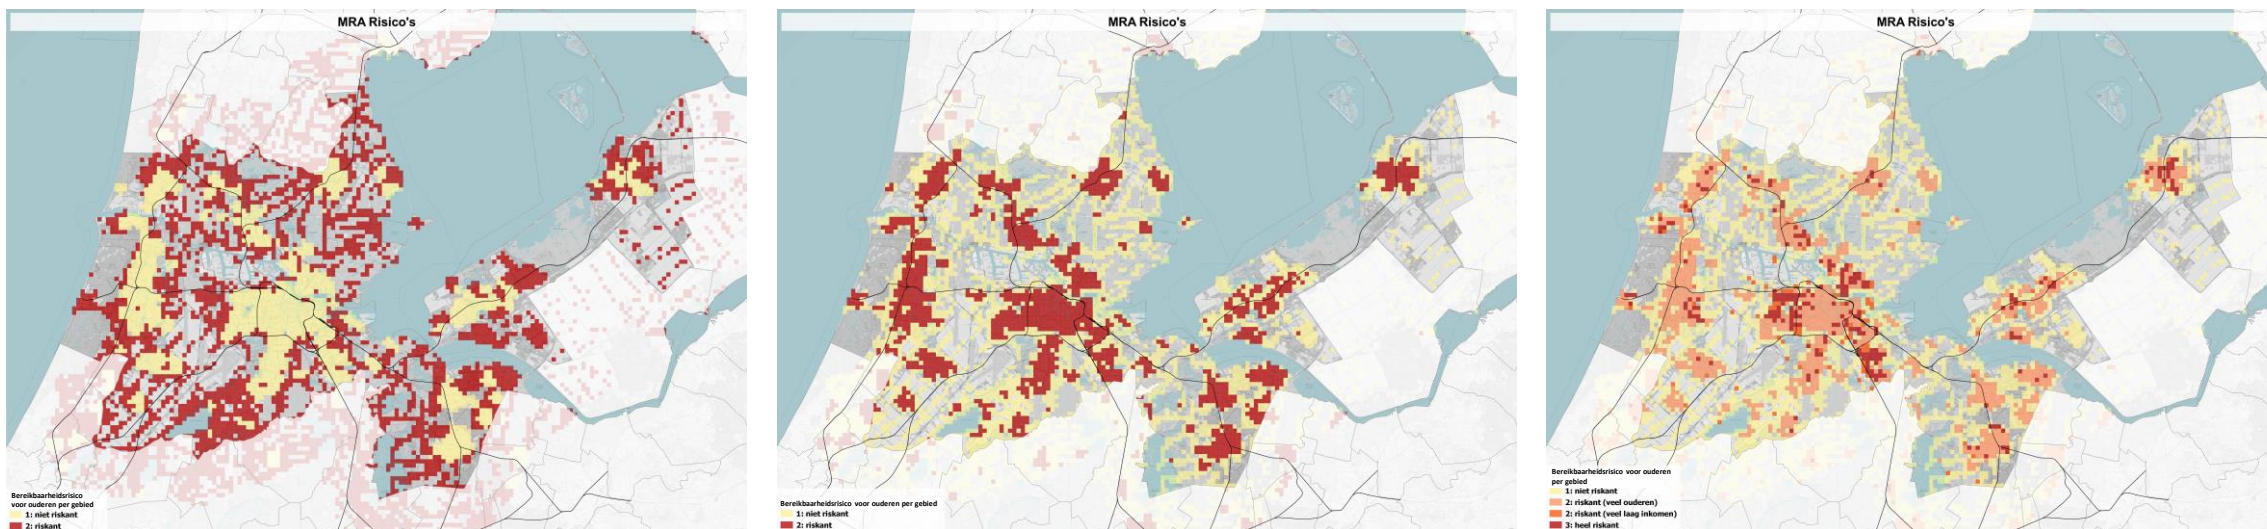 MRA Risico's
Bereikbaarheidsrisico
voor ouderen per gebied
1: niet riskant
2: riskant
MRA Risico's
Bereikbaarheidsrisico voor ouderen per gebied
1: niet riskant
2: riskant
MRA Risico's
Bereikbaarheidsrisico voor ouderen
per gebied
1: niet riskant
2: riskant (veel ouderen)
2: riskant (veel laag inkomen)
3: heel riskant